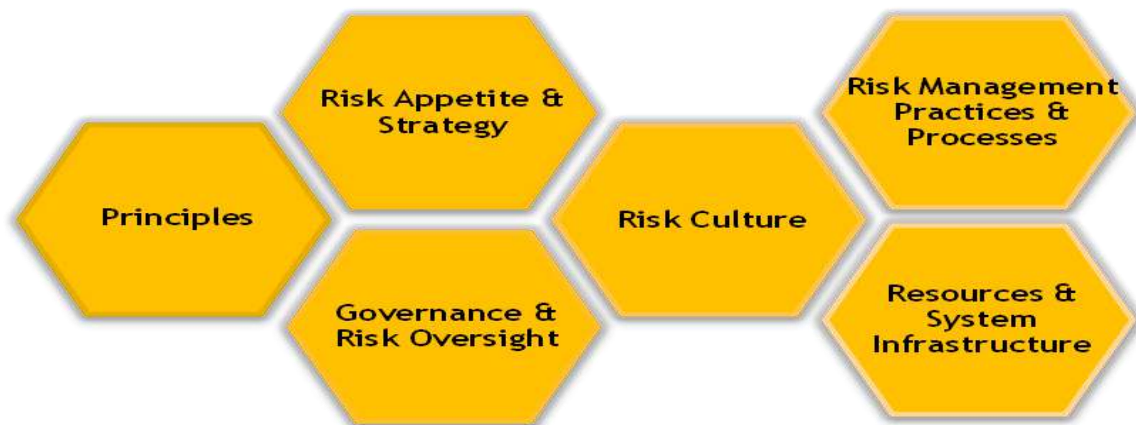 Principles
Risk Appetite &
Strategy
Governance &
Risk Oversight
Risk Culture
Risk Management
Practices &
Processes
Resources &
System
Infrastructure